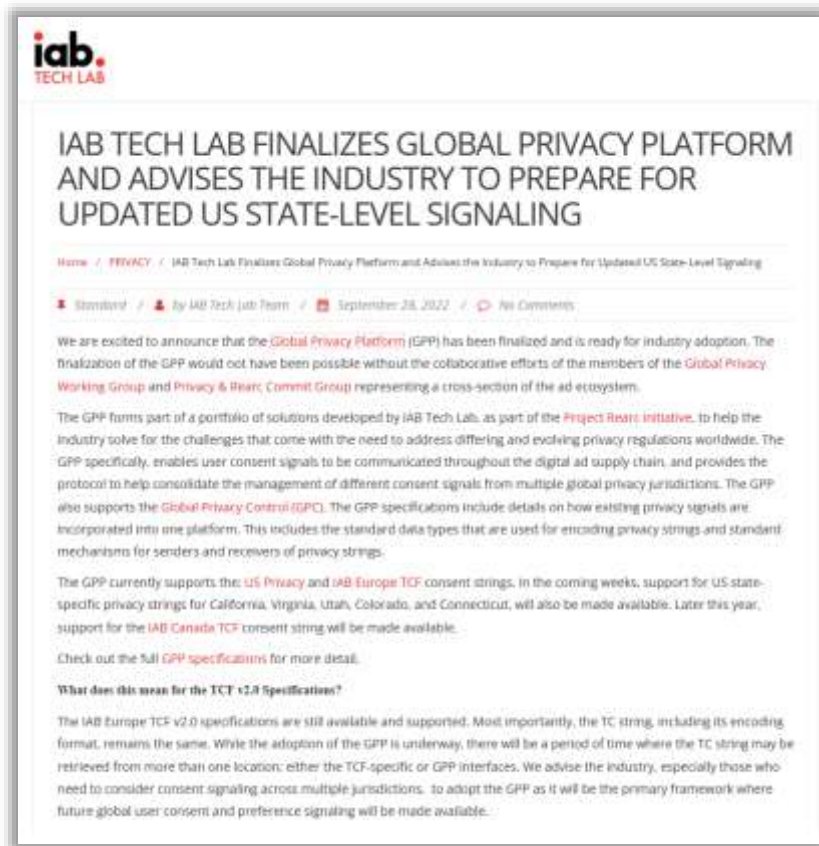 iab.
TECH LAB
IAB TECH LAB FINALIZES GLOBAL PRIVACY PLATFORM
AND ADVISES THE INDUSTRY TO PREPARE FOR
UPDATED US STATE-LEVEL SIGNALING
Home / PRIVACY / IAB Tech Lab Finalizes Global Privacy Platform and Advises the Industry to Prepare for Updated US State-Level Signaling
Standard / by IAB Tech Lab Team / September 28, 2022 / No Comments
We are excited to announce that the Global Privacy Platform (GPP) has been finalized and is ready for industry adoption. The
finalization of the GPP would not have been possible without the collaborative efforts of the members of the Global Privacy
Working Group and Privacy & Rearc Commit Group representing a cross-section of the ad ecosystem.
The GPP forms part of a portfolio of solutions developed by IAB Tech Lab, as part of the Project Rearc initiative, to help the
industry solve for the challenges that come with the need to address differing and evolving privacy regulations worldwide. The
GPP specifically, enables user consent signals to be communicated throughout the digital ad supply chain, and provides the
protocol to help consolidate the management of different consent signals from multiple global privacy jurisdictions. The GPP
also supports the Global Privacy Control (GPC). The GPP specifications include details on how existing privacy signals are
incorporated into one platform. This includes the standard data types that are used for encoding privacy strings and standard
mechanisms for senders and receivers of privacy strings.
The GPP currently supports the: US Privacy and IAB Europe TCF consent strings. In the coming weeks, support for US state-
specific privacy strings for California, Virginia, Utah, Colorado, and Connecticut, will also be made available. Later this year,
support for the IAB Canada TCF consent string will be made available.
Check out the full GPP specifications for more detail.
What does this mean for the TCF v2.0 Specifications?
The IAB Europe TCF v2.0 specifications are still available and supported. Most importantly, the TC string, including its encoding
format, remains the same. While the adoption of the GPP is underway, there will be a period of time where the TC string may be
retrieved from more than one location: either the TCF-specific or GPP interfaces. We advise the industry, especially those who
need to consider consent signaling across multiple jurisdictions, to adopt the GPP as it will be the primary framework where
future global user consent and preference signaling will be made available.